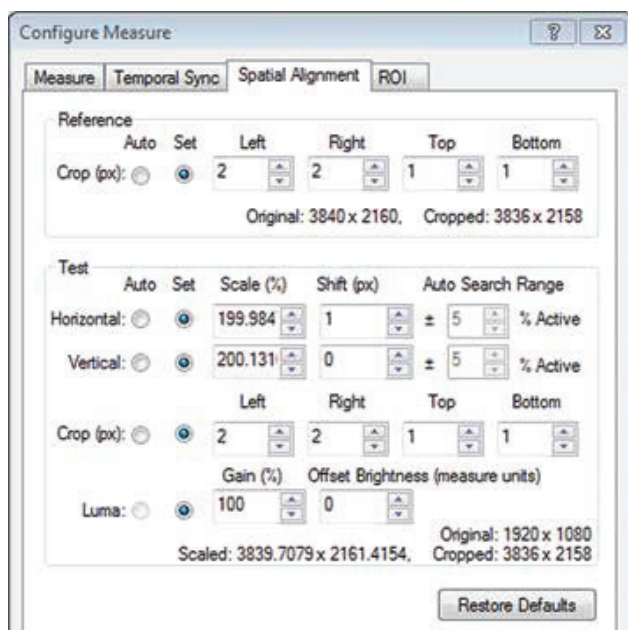 Configure Measure
Measure Temporal Sync Spatial Alignment ROI
Reference
Auto Set Left Right Top Bottom
Crop (px): 2 2 1 1
Original: 3840 x 2160, Cropped: 3836 x 2158
Test
Auto Set Scale (%) Shift (px) Auto Search Range
Horizontal: 199.984 1 ± 5 % Active
Vertical: 200.131 0 ± 5 % Active
Left Right Top Bottom
Crop (px): 2 2 1 1
Gain (%) Offset Brightness (measure units)
Luma: 100 0
Original: 1920 x 1080
Scaled: 3839.7079 x 2161.4154, Cropped: 3836 x 2158
Restore Defaults